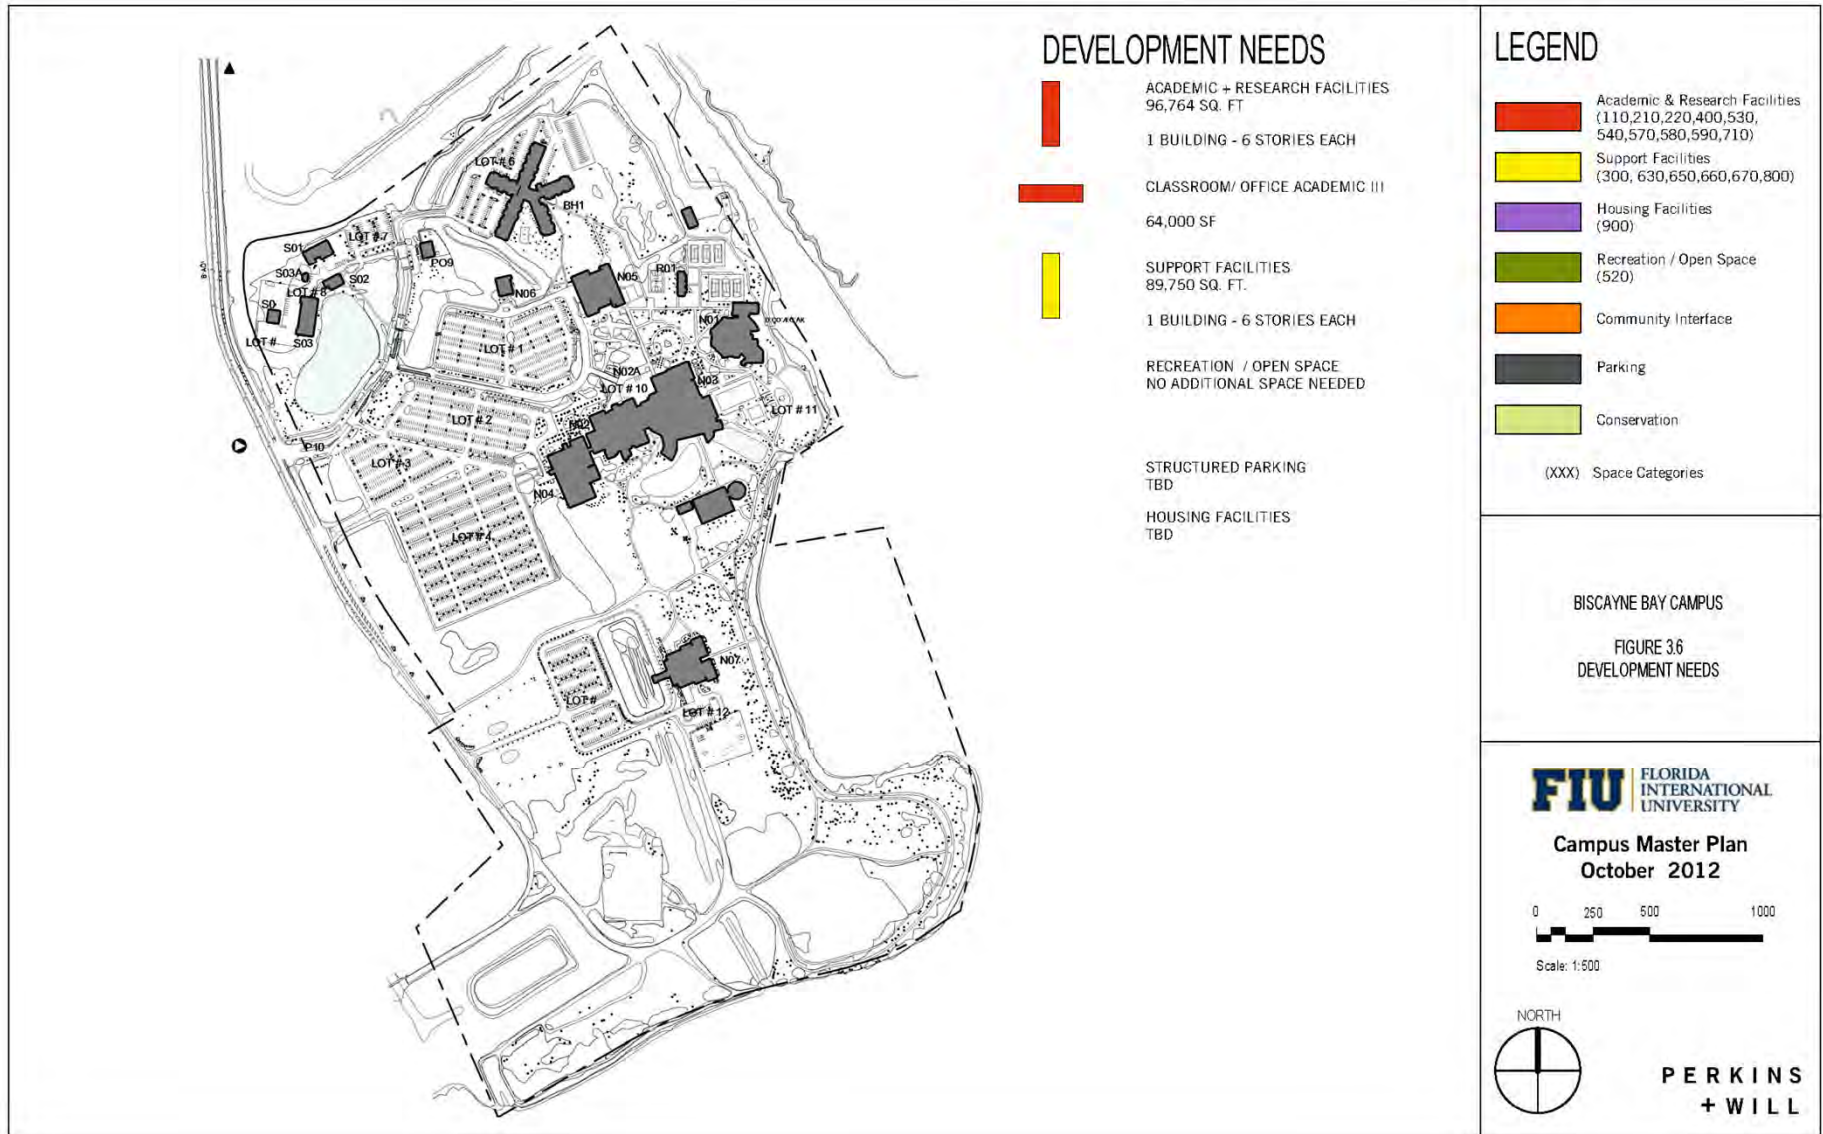 DEVELOPMENT NEEDS
ACADEMIC + RESEARCH FACILITIES
96,764 SQ. FT
1 BUILDING - 6 STORIES EACH
CLASSROOM/ OFFICE ACADEMIC III
64,000 SF
SUPPORT FACILITIES
89,750 SQ. FT.
1 BUILDING - 6 STORIES EACH
RECREATION / OPEN SPACE
NO ADDITIONAL SPACE NEEDED
STRUCTURED PARKING
TBD
HOUSING FACILITIES
TBD
LOT # 6
BH1
LOT # 7
S01
PO9
S03A
S02
LOT # 8
S0
LOT #
S03
N06
N05
R01
N01
LOT # 1
N02A
LOT # 10
N03
LOT # 11
LOT # 2
N02
P10
LOT # 3
N04
LOT # 4
N07
LOT #
LOT # 12
LEGEND
Academic & Research Facilities
(110,210,220,400,530,
540,570,580,590,710)
Support Facilities
(300, 630,650,660,670,800)
Housing Facilities
(900)
Recreation / Open Space
(520)
Community Interface
Parking
Conservation
(XXX) Space Categories
BISCAYNE BAY CAMPUS
FIGURE 3.6
DEVELOPMENT NEEDS
FIU
FLORIDA
INTERNATIONAL
UNIVERSITY
Campus Master Plan
October 2012
0 250 500 1000
Scale: 1:500
NORTH
PERKINS
+ WILL